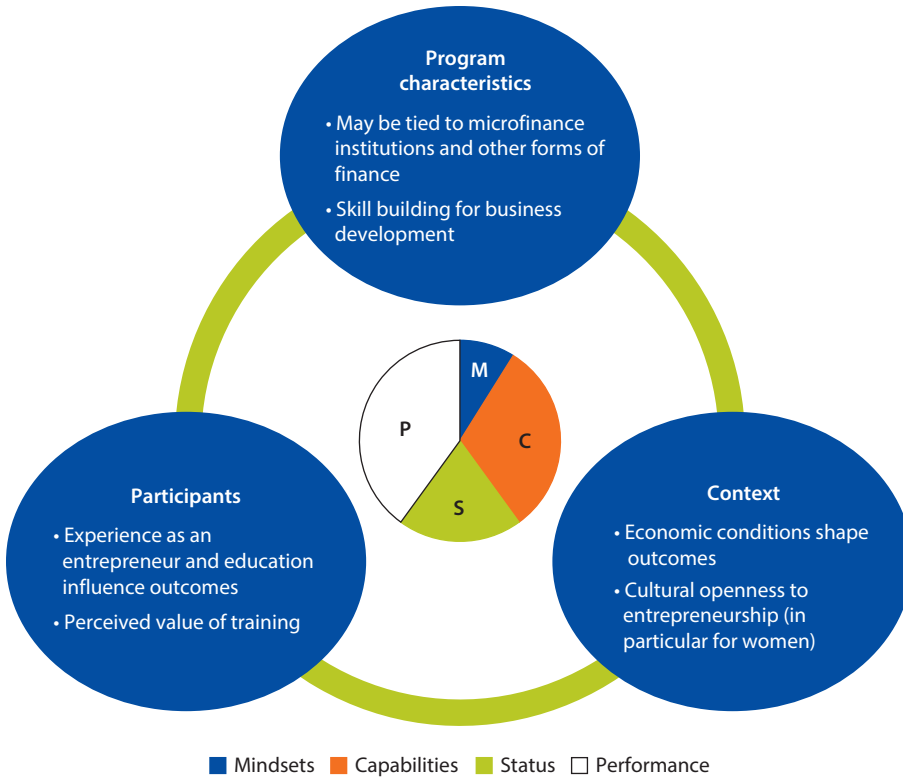 Program
characteristics
• May be tied to microfinance
institutions and other forms of
finance
• Skill building for business
development
M
C
S
P
Participants
• Experience as an
entrepreneur and education
influence outcomes
• Perceived value of training
Context
• Economic conditions shape
outcomes
• Cultural openness to
entrepreneurship (in
particular for women)
Mindsets Capabilities Status Performance